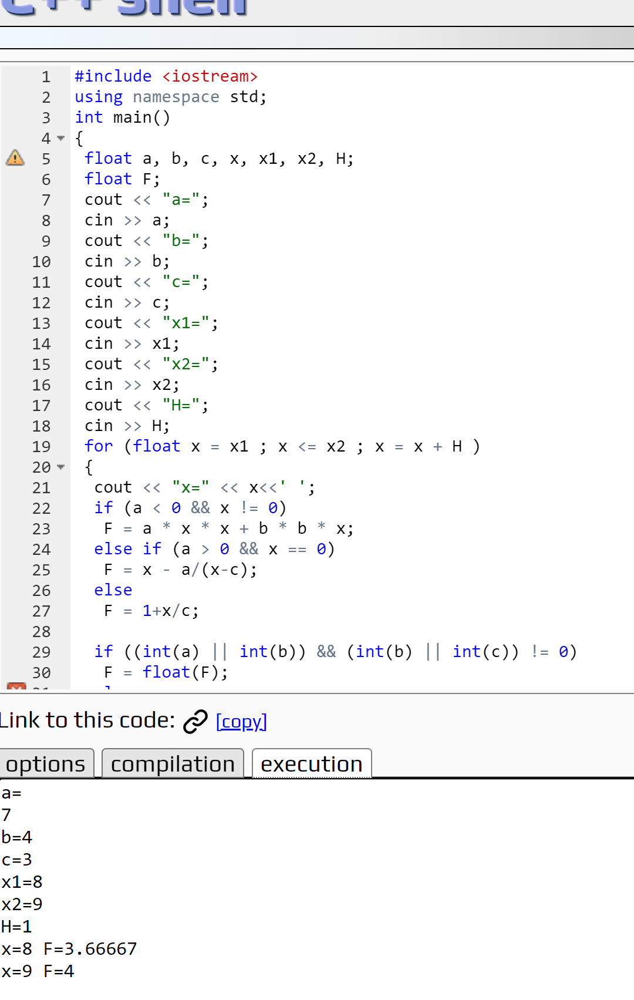 C++ shell
1 #include <iostream>
2 using namespace std;
3 int main()
4 {
5 float a, b, c, x, x1, x2, H;
6 float F;
7 cout << "a=";
8 cin >> a;
9 cout << "b=";
10 cin >> b;
11 cout << "c=";
12 cin >> c;
13 cout << "x1=";
14 cin >> x1;
15 cout << "x2=";
16 cin >> x2;
17 cout << "H=";
18 cin >> H;
19 for (float x = x1 ; x <= x2 ; x = x + H )
20 {
21 cout << "x=" << x<<' ';
22 if (a < 0 && x != 0)
23 F = a * x * x + b * b * x;
24 else if (a > 0 && x == 0)
25 F = x - a/(x-c);
26 else
27 F = 1+x/c;
28
29 if ((int(a) || int(b)) && (int(b) || int(c)) != 0)
30 F = float(F);
Link to this code: [copy]
options compilation execution
a=
7
b=4
c=3
x1=8
x2=9
H=1
x=8 F=3.66667
x=9 F=4